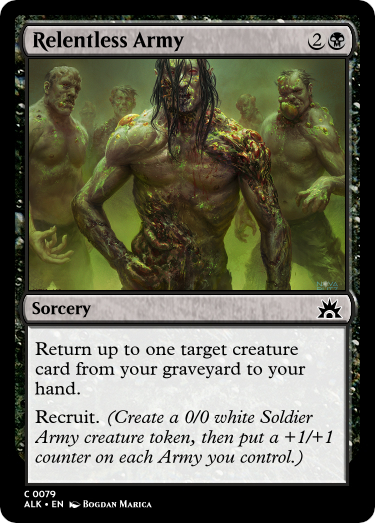 Relentless Army 2
Sorcery
Return up to one target creature
card from your graveyard to your
hand.
Recruit. (Create a 0/0 white Soldier
Army creature token, then put a +1/+1
counter on each Army you control.)
C 0079
ALK • EN Bogdan Marica